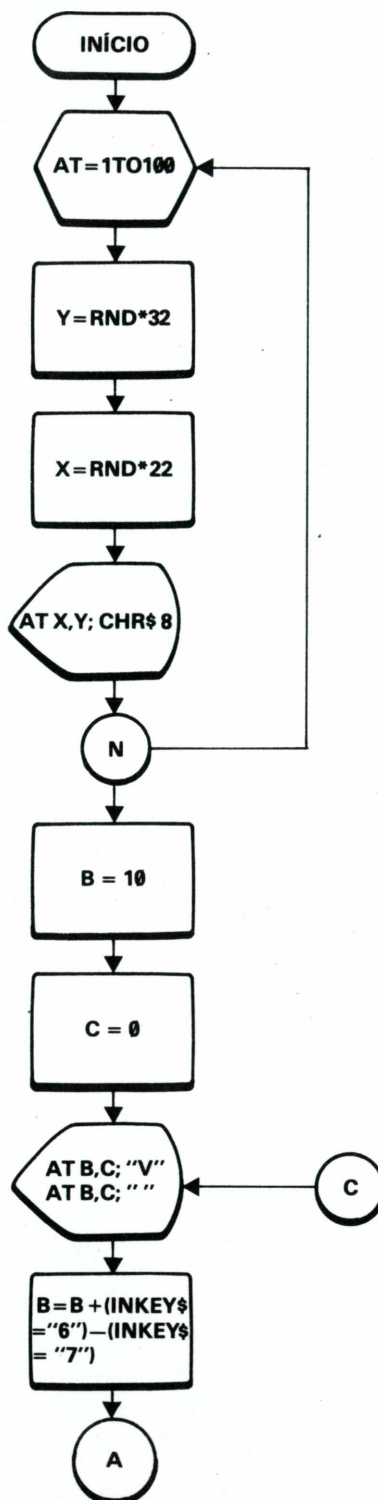 INÍCIO
AT=1TO100
Y=RND*32
X=RND*22
AT X,Y; CHR$ 8
N
B = 10
C = 0
AT B,C; "V"
AT B,C; " "
C
B=B+(INKEY$
="6")—(INKEY$
= "7")
A